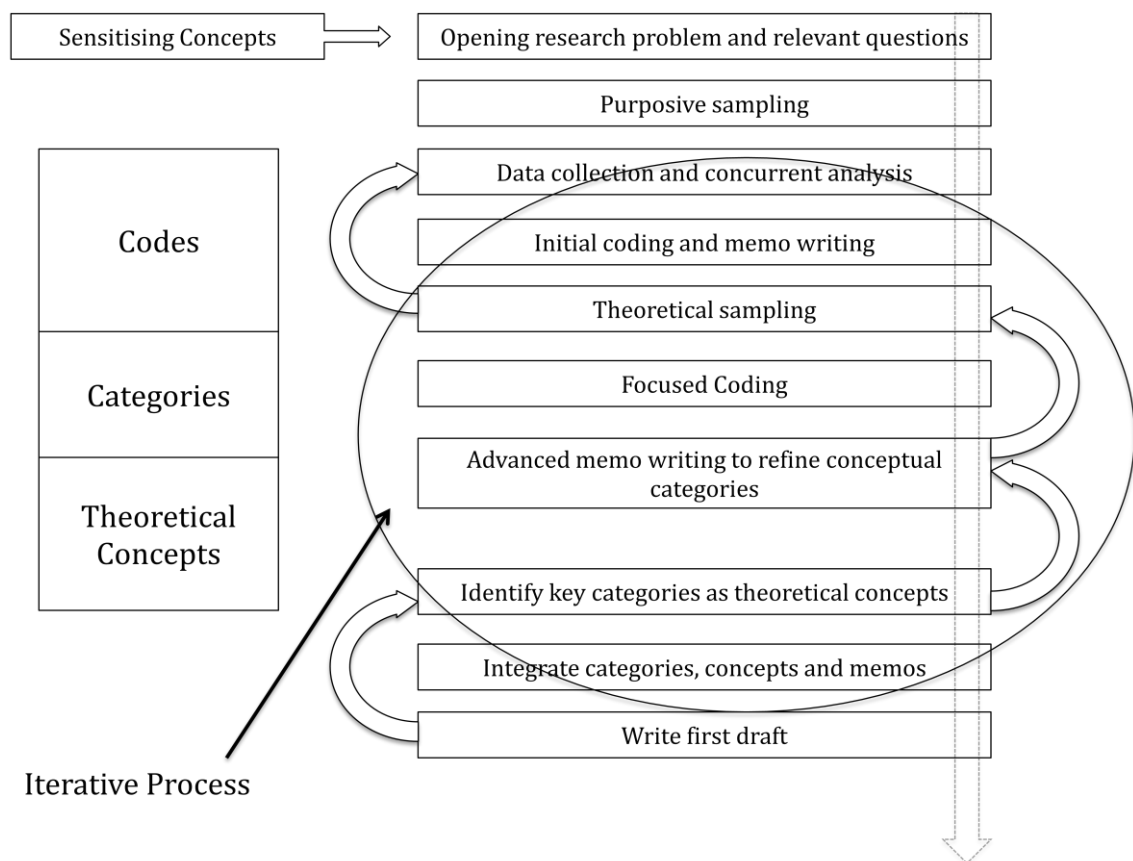 Sensitising Concepts
Opening research problem and relevant questions
Purposive sampling
Data collection and concurrent analysis
Codes
Initial coding and memo writing
Theoretical sampling
Categories
Focused Coding
Advanced memo writing to refine conceptual
categories
Theoretical
Concepts
Identify key categories as theoretical concepts
Integrate categories, concepts and memos
Write first draft
Iterative Process